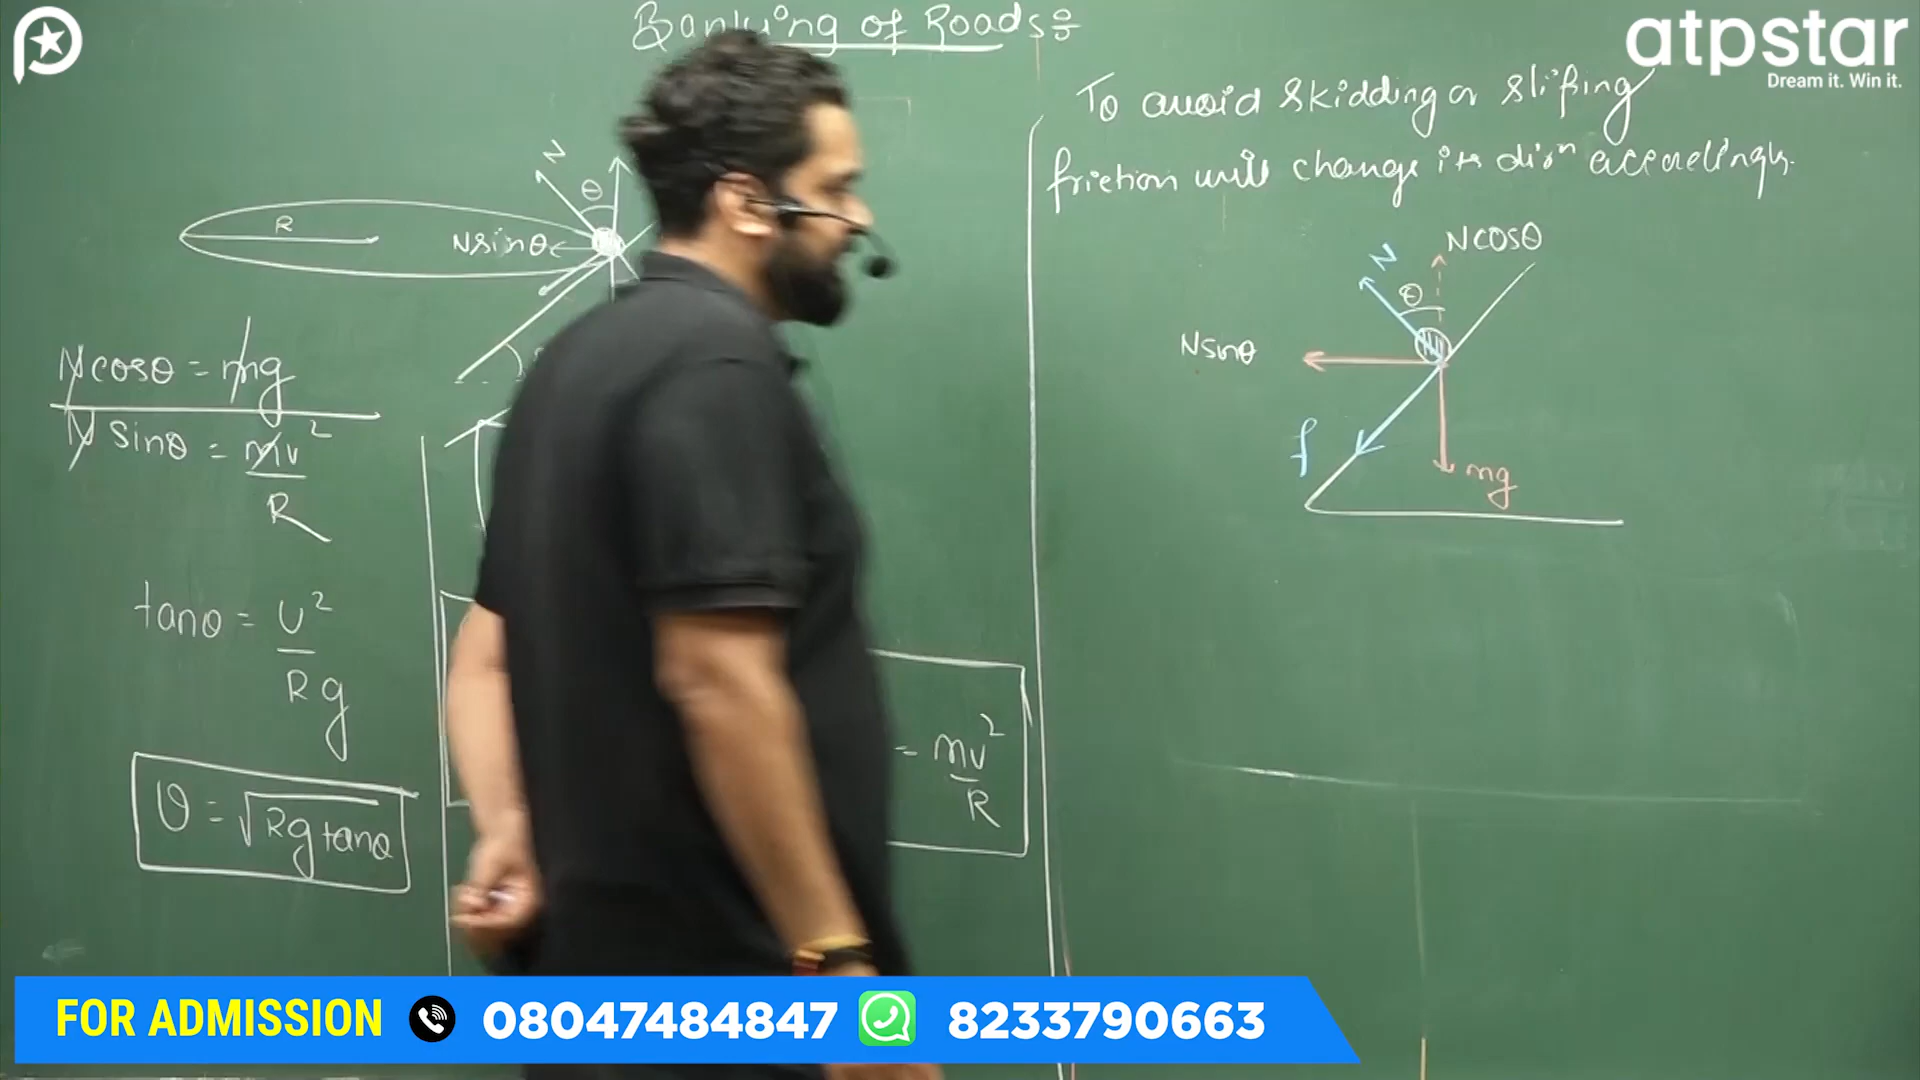 Banking of Roads:
atpstar
Dream it. Win it.
N
θ
R
Nsinθ
Ncosθ = mg
N sinθ = mv²
R
tanθ = v²
Rg
v = √Rg tanθ
= mv²
R
To avoid skidding or sliping
friction will change its dirⁿ accordingly.
Ncosθ
N
θ
Nsinθ
f
mg
FOR ADMISSION 08047484847 8233790663